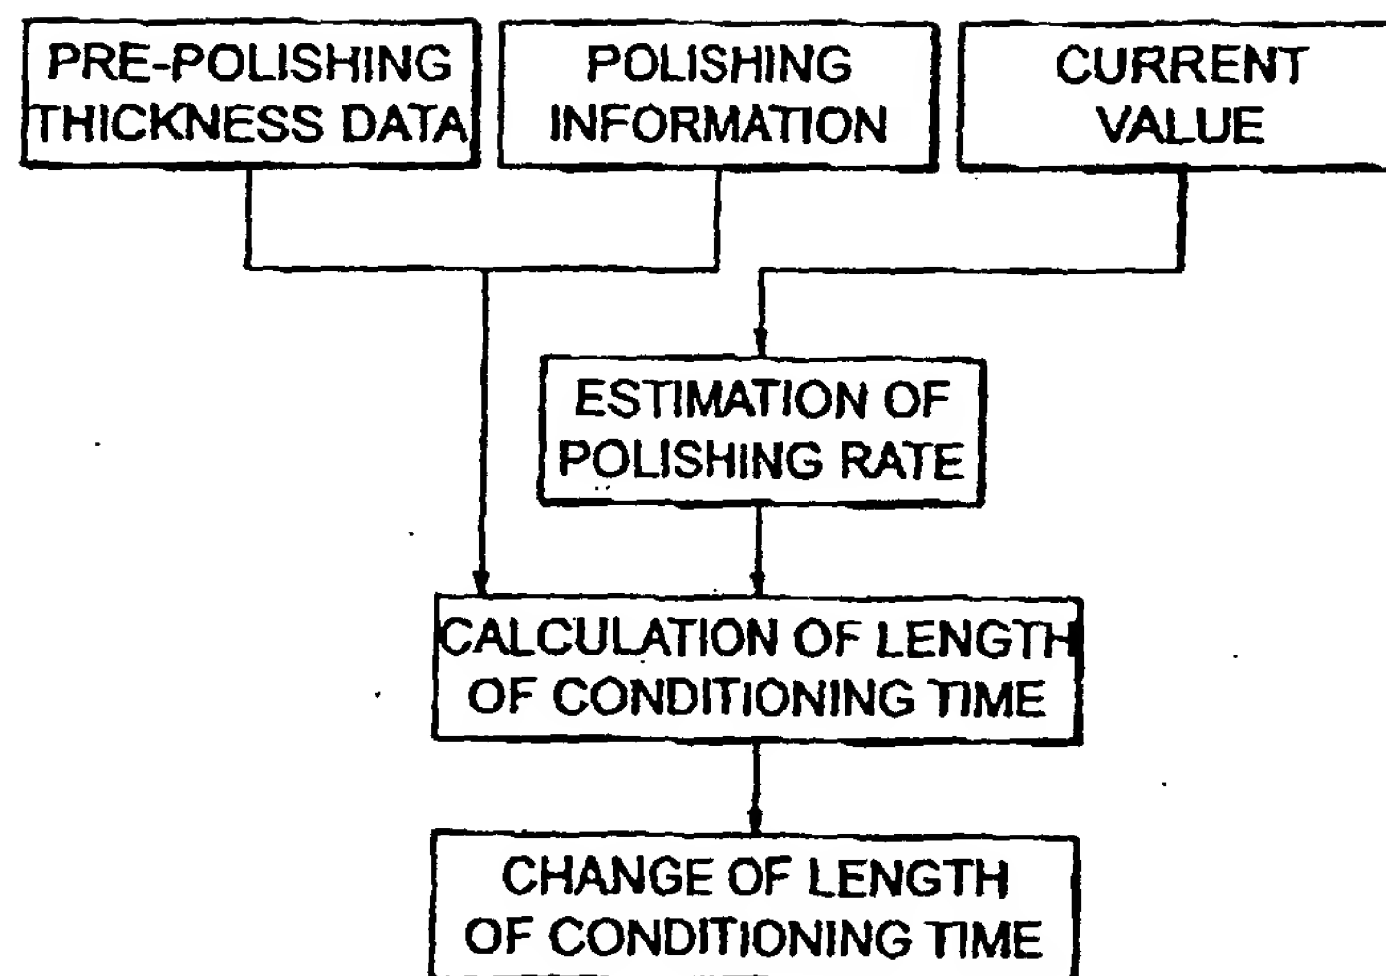 PRE-POLISHING
THICKNESS DATA
POLISHING
INFORMATION
CURRENT
VALUE
ESTIMATION OF
POLISHING RATE
CALCULATION OF LENGTH
OF CONDITIONING TIME
CHANGE OF LENGTH
OF CONDITIONING TIME